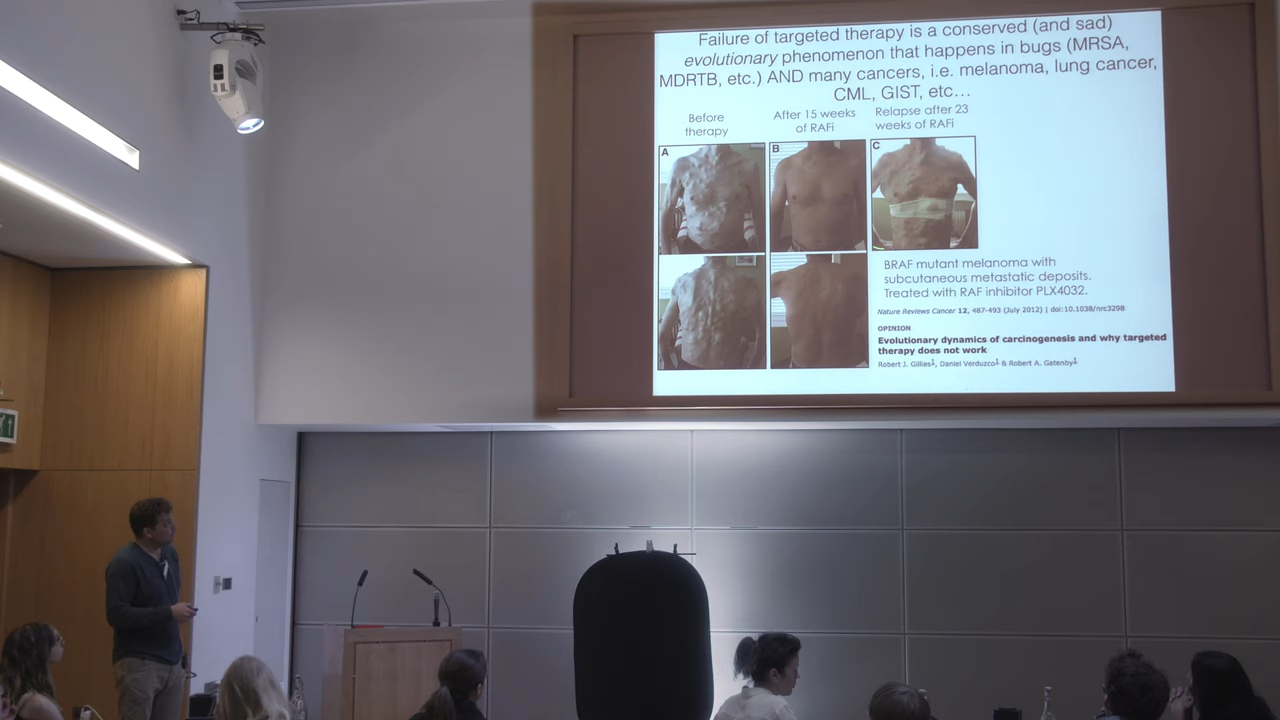 Failure of targeted therapy is a conserved (and sad)
evolutionary phenomenon that happens in bugs (MRSA,
MDRTB, etc.) AND many cancers, i.e. melanoma, lung cancer,
CML, GIST, etc…
Before
therapy
After 15 weeks
of RAFi
Relapse after 23
weeks of RAFi
A
B
C
BRAF mutant melanoma with
subcutaneous metastatic deposits.
Treated with RAF inhibitor PLX4032.
Nature Reviews Cancer 12, 487-493 (July 2012) | doi:10.1038/nrc3298
OPINION
Evolutionary dynamics of carcinogenesis and why targeted
therapy does not work
Robert J. Gillies1, Daniel Verduzco1 & Robert A. Gatenby1